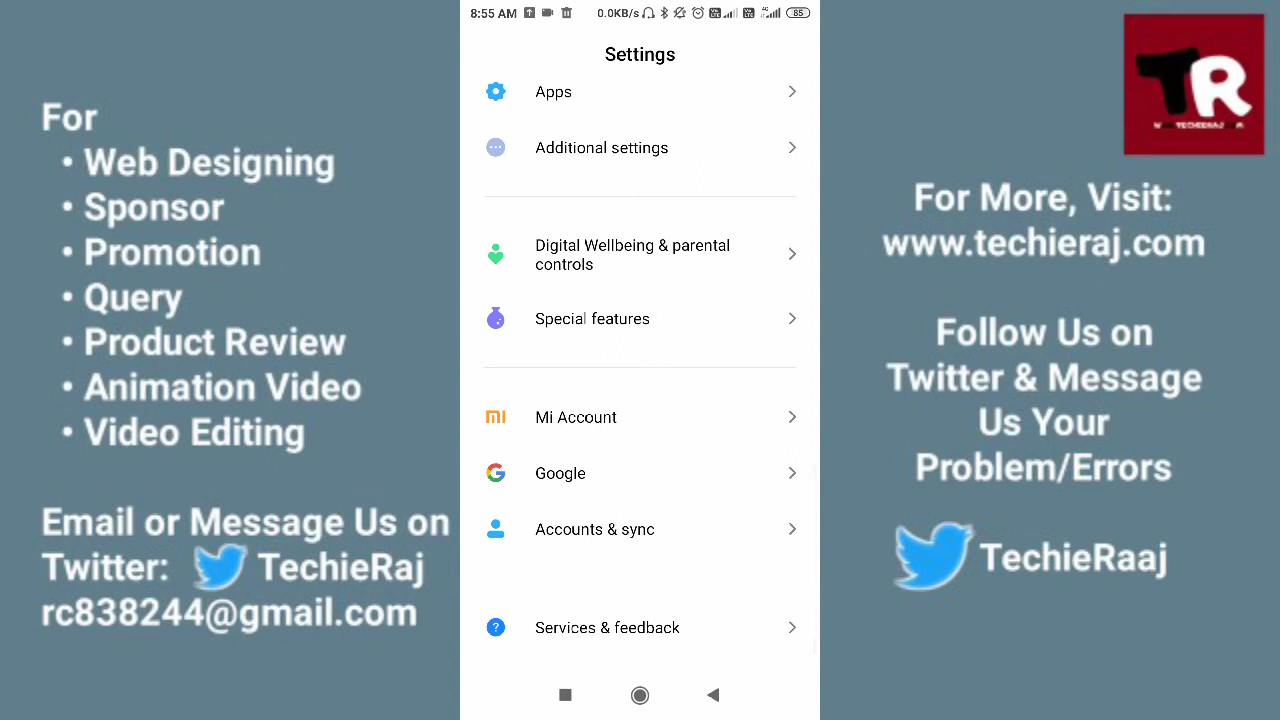 For
• Web Designing
• Sponsor
• Promotion
• Query
• Product Review
• Animation Video
• Video Editing
Email or Message Us on
Twitter: TechieRaj
rc838244@gmail.com
8:55 AM 0.0KB/s 4G 85
Settings
Apps
Additional settings
Digital Wellbeing & parental
controls
Special features
Mi Account
Google
Accounts & sync
Services & feedback
TR
For More, Visit:
www.techieraj.com
Follow Us on
Twitter & Message
Us Your
Problem/Errors
TechieRaaj